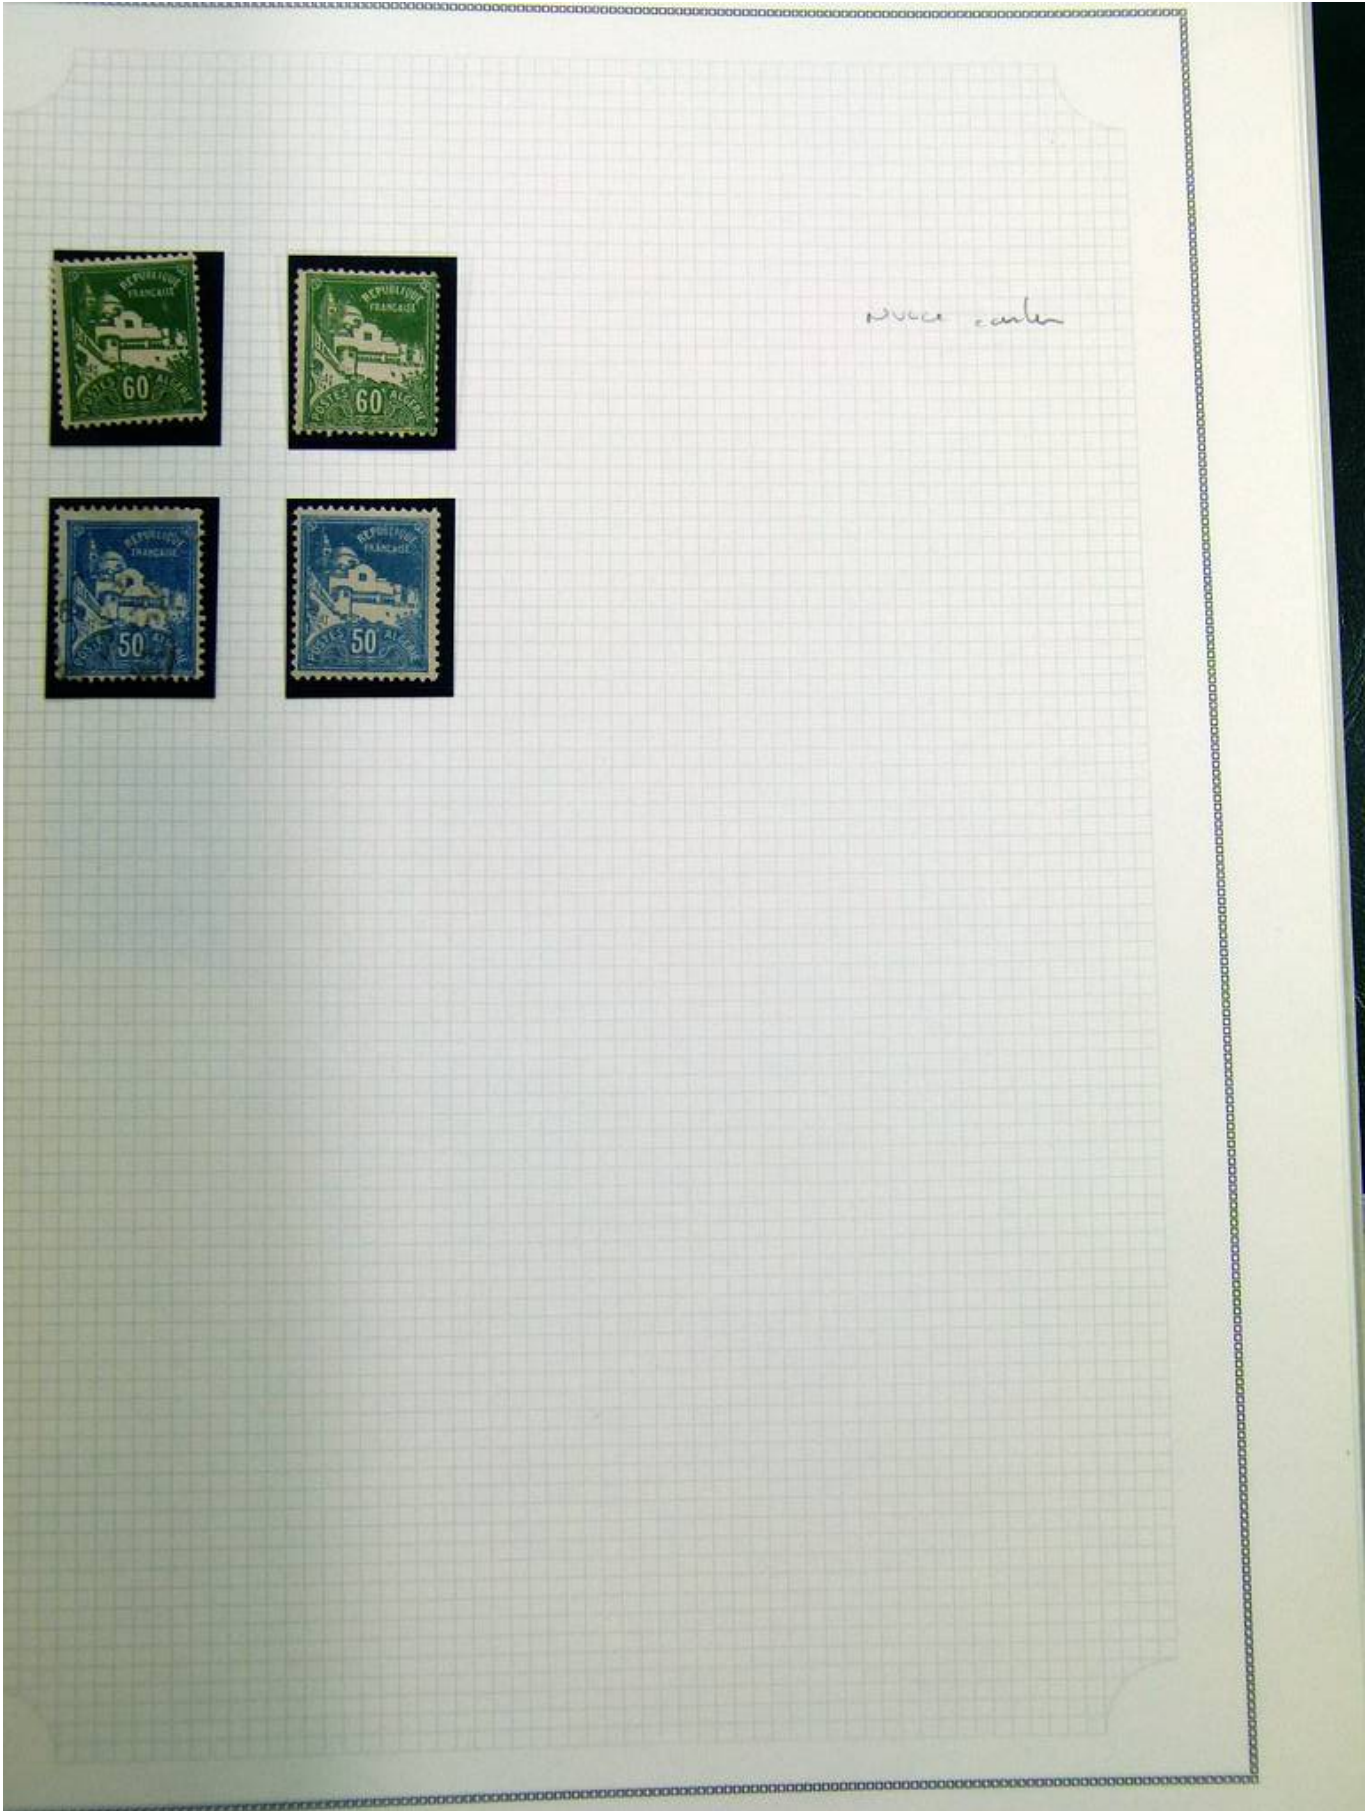 REPUBLIQUE
FRANCAISE
POSTES 60 ALGERIE
REPUBLIQUE
FRANCAISE
POSTES 60 ALGERIE
REPUBLIQUE
FRANCAISE
POSTES 50 ALGERIE
REPUBLIQUE
FRANCAISE
POSTES 50 ALGERIE